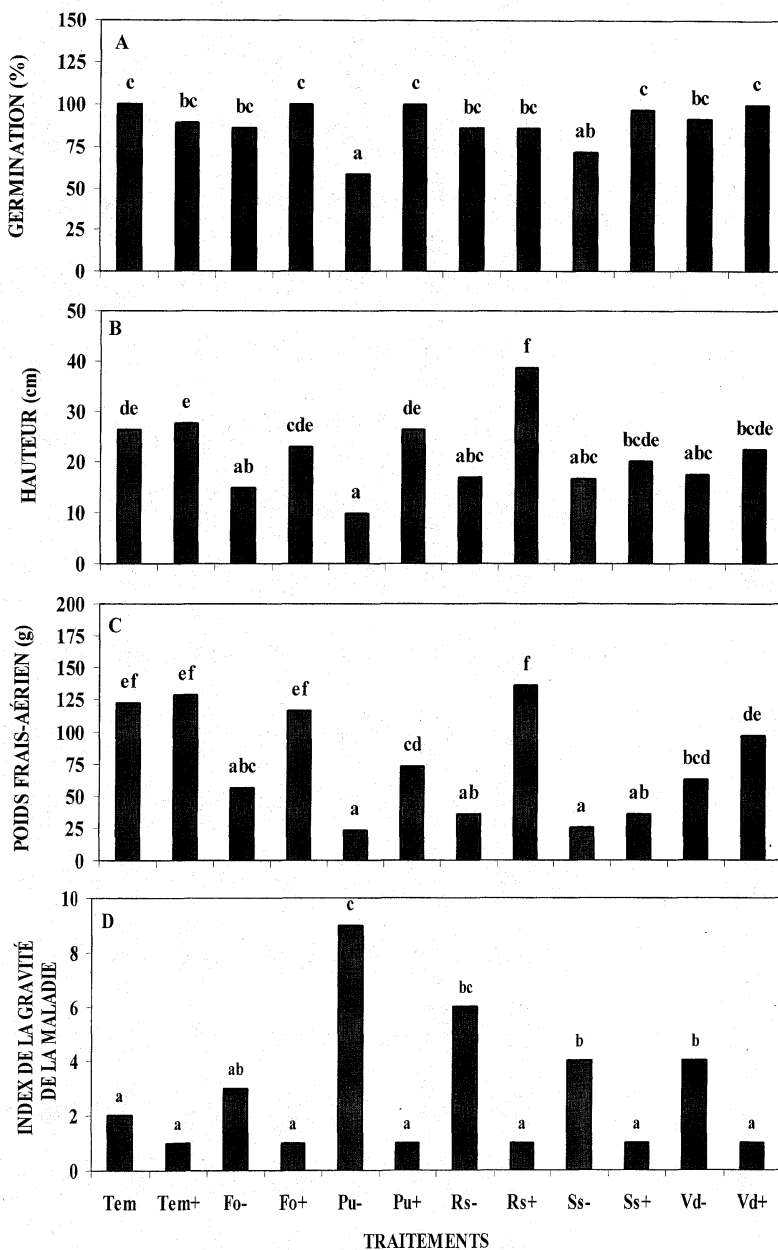 150
A
125
100
75
50
25
0
GERMINATION (%)
c bc bc c a c bc bc ab c bc c
50
B
40
30
20
10
0
HAUTEUR (cm)
de e ab cde a de abc f abc bcde abc bcde
200
C
175
150
125
100
75
50
25
0
POIDS FRAIS-AÉRIEN (g)
ef ef abc ef a cd ab f a ab bcd de
10
D
8
6
4
2
0
INDEX DE LA GRAVITÉ
DE LA MALADIE
a a ab a c a bc a b a b a
Tem Tem+ Fo- Fo+ Pu- Pu+ Rs- Rs+ Ss- Ss+ Vd- Vd+
TRAITEMENTS